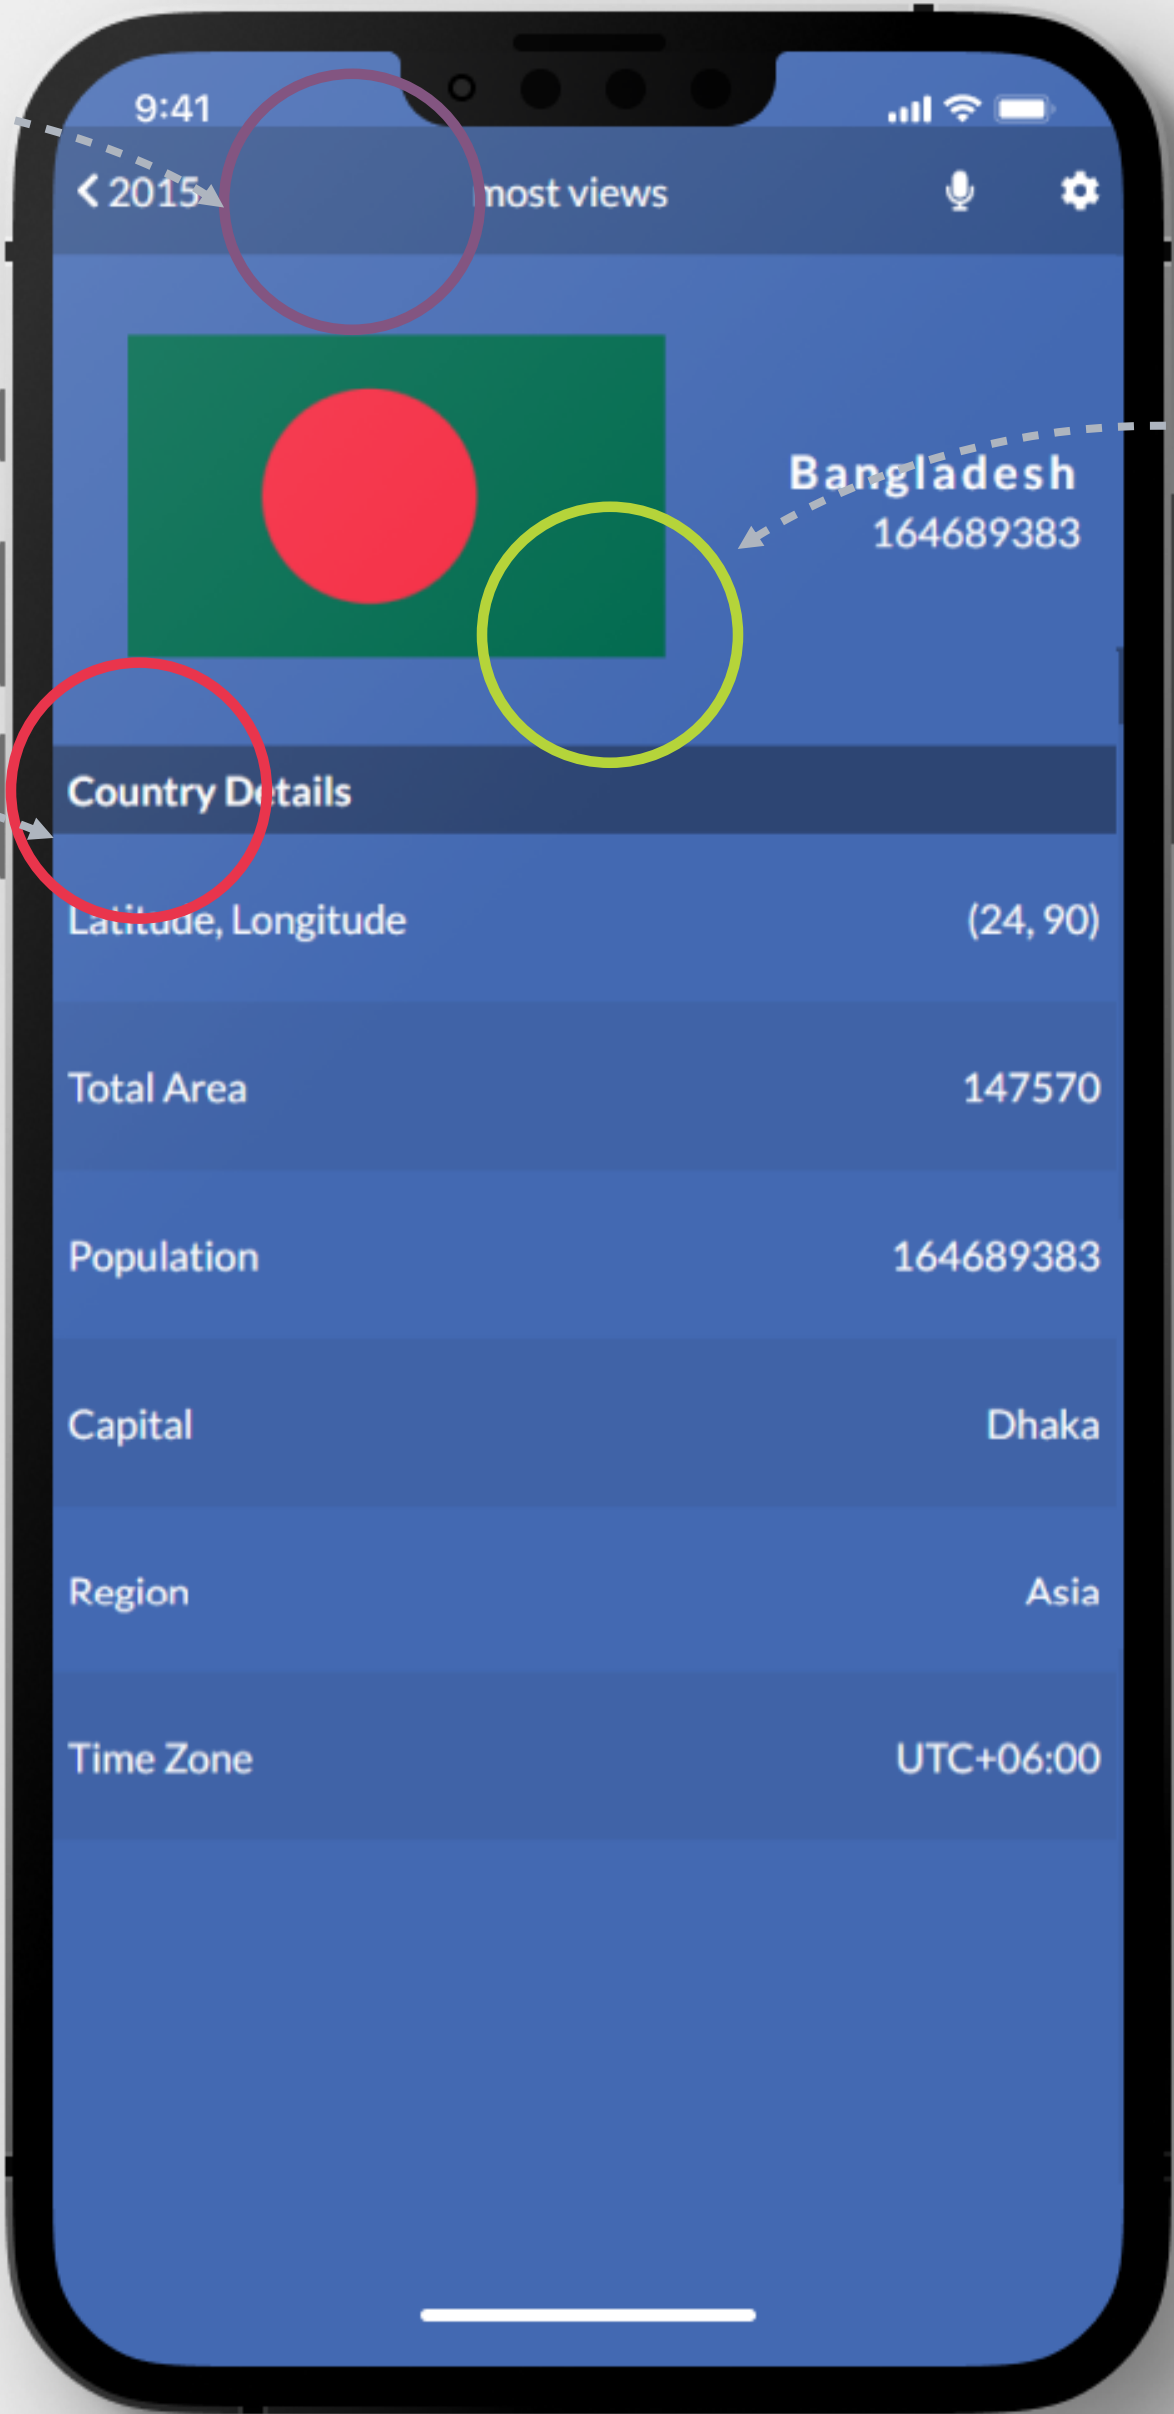 9:41
2015 most views
Bangladesh
164689383
Country Details
Latitude, Longitude (24, 90)
Total Area 147570
Population 164689383
Capital Dhaka
Region Asia
Time Zone UTC+06:00